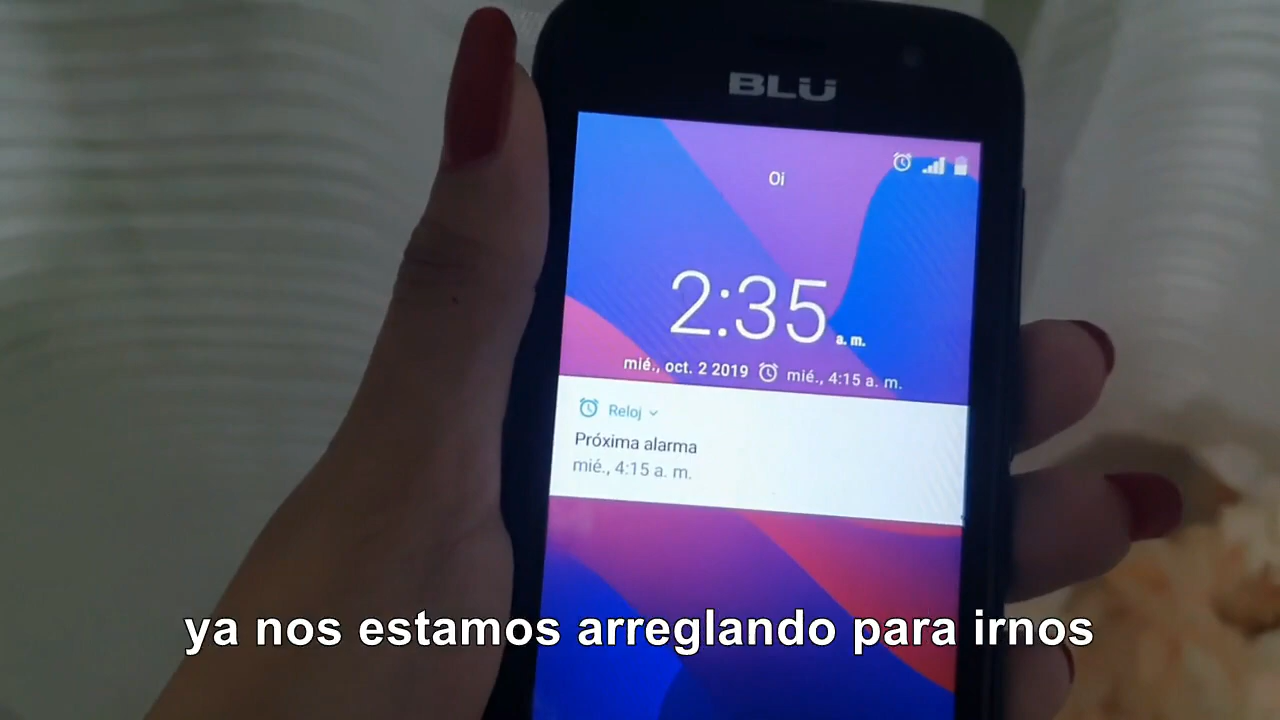 BLU
Oi
2:35 a. m.
mié., oct. 2 2019 mié., 4:15 a. m.
Reloj
Próxima alarma
mié., 4:15 a. m.
ya nos estamos arreglando para irnos